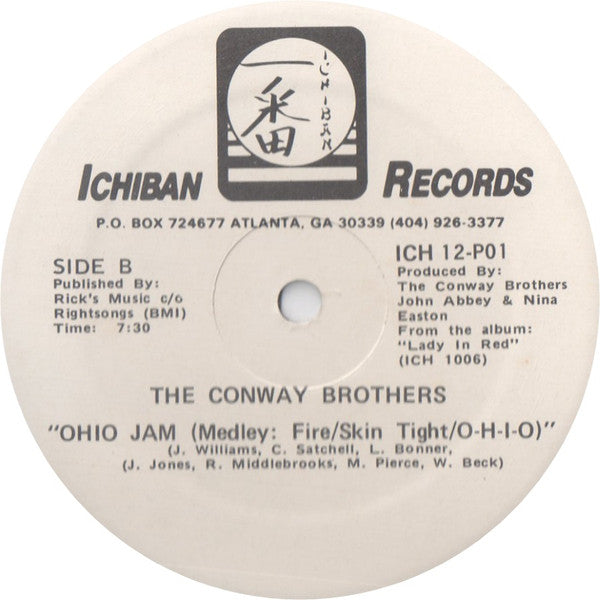 一番
ICHIBAN
ICHIBAN RECORDS
P.O. BOX 724677 ATLANTA, GA 30339 (404) 926-3377
SIDE B
Published By:
Rick's Music c/o
Rightsongs (BMI)
Time: 7:30
ICH 12-P01
Produced By:
The Conway Brothers
John Abbey & Nina
Easton
From the album:
"Lady In Red"
(ICH 1006)
THE CONWAY BROTHERS
"OHIO JAM (Medley: Fire/Skin Tight/O-H-I-O)"
(J. Williams, C. Satchell, L. Bonner,
(J. Jones, R. Middlebrooks, M. Pierce, W. Beck)